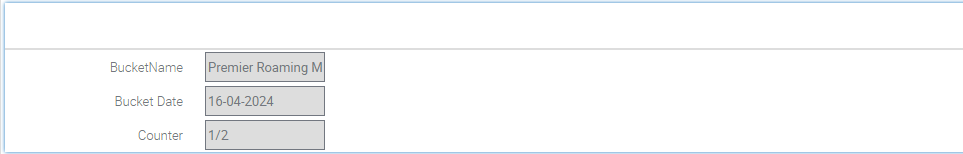 BucketName Premier Roaming M
Bucket Date 16-04-2024
Counter 1/2